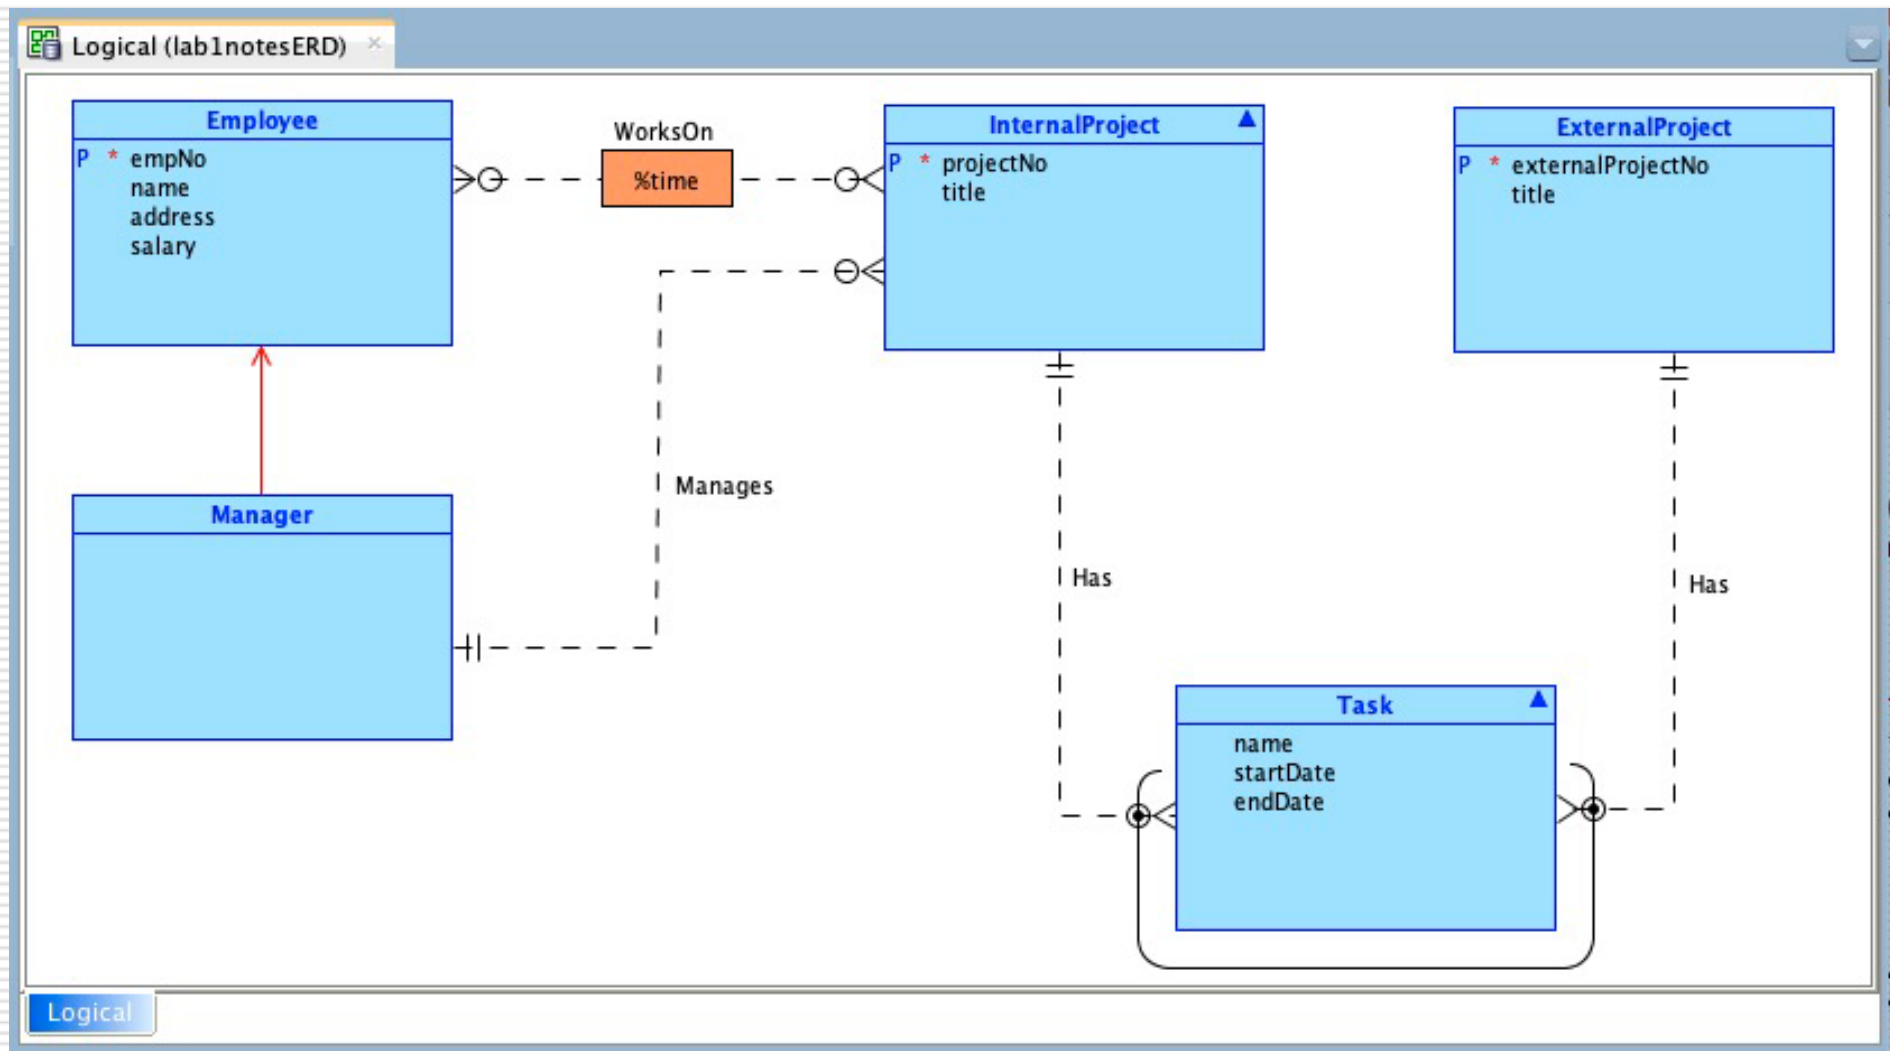 Logical (lab1notesERD)
Employee
P * empNo
name
address
salary
WorksOn
%time
InternalProject
P * projectNo
title
ExternalProject
P * externalProjectNo
title
Manages
Manager
Has
Has
Task
name
startDate
endDate
Logical